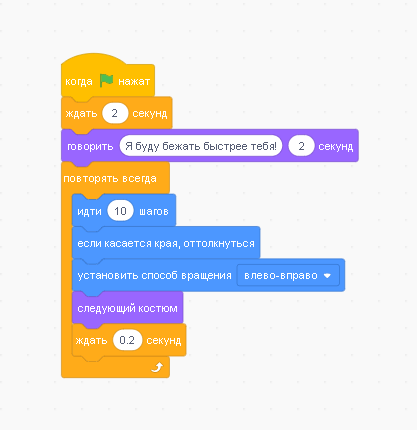 когда нажат
ждать 2 секунд
говорить Я буду бежать быстрее тебя! 2 секунд
повторять всегда
идти 10 шагов
если касается края, оттолкнуться
установить способ вращения влево-вправо
следующий костюм
ждать 0.2 секунд